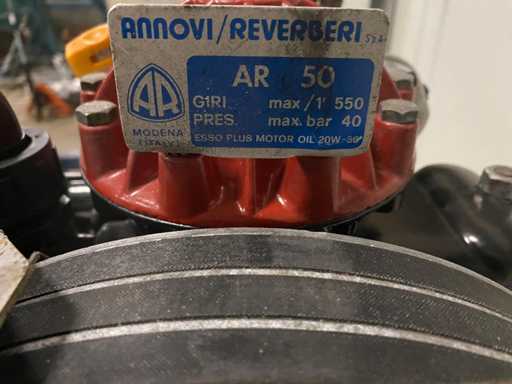 ANNOVI/REVERBERI S.p.A.
AR 50
AR
GIRI max/1' 550
PRES. max. bar 40
MODENA
(ITALY)
ESSO PLUS MOTOR OIL 20W-